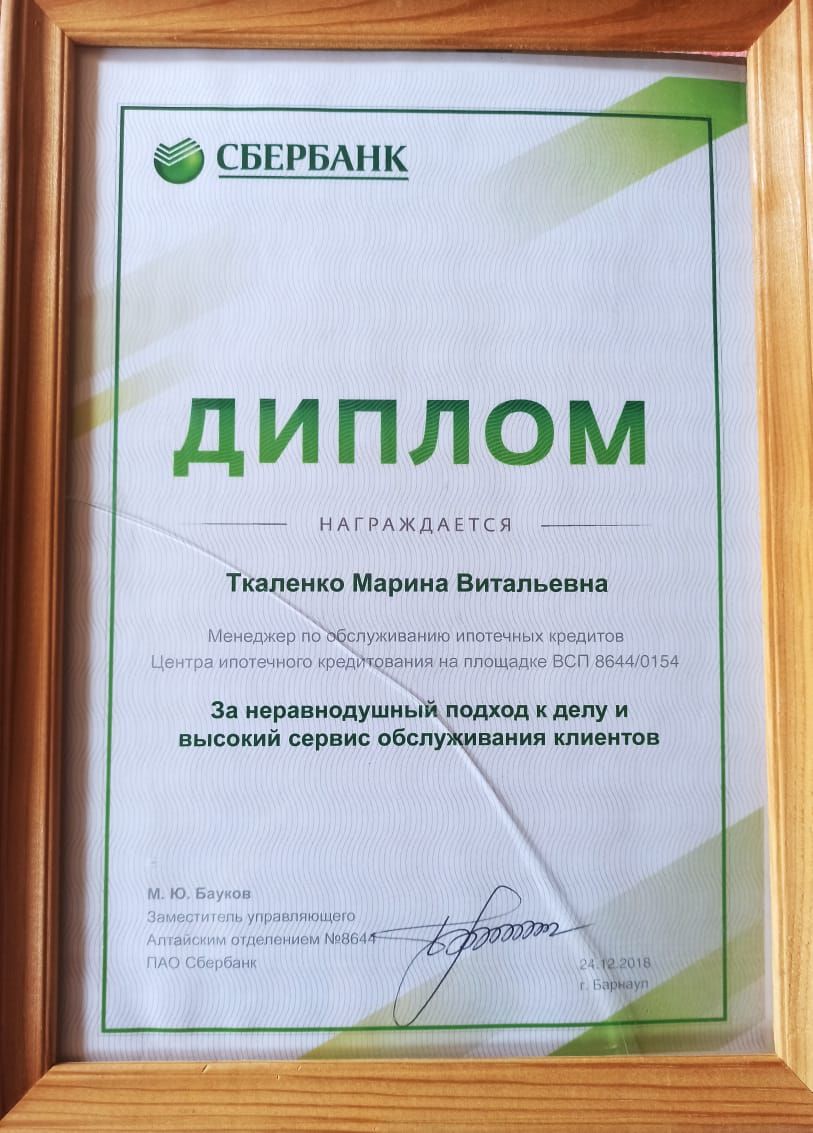 СБЕРБАНК
ДИПЛОМ
НАГРАЖДАЕТСЯ
Ткаленко Марина Витальевна
Менеджер по обслуживанию ипотечных кредитов
Центра ипотечного кредитования на площадке ВСП 8644/0154
За неравнодушный подход к делу и
высокий сервис обслуживания клиентов
М. Ю. Бауков
Заместитель управляющего
Алтайским отделением №8644
ПАО Сбербанк
24.12.2018
г. Барнаул